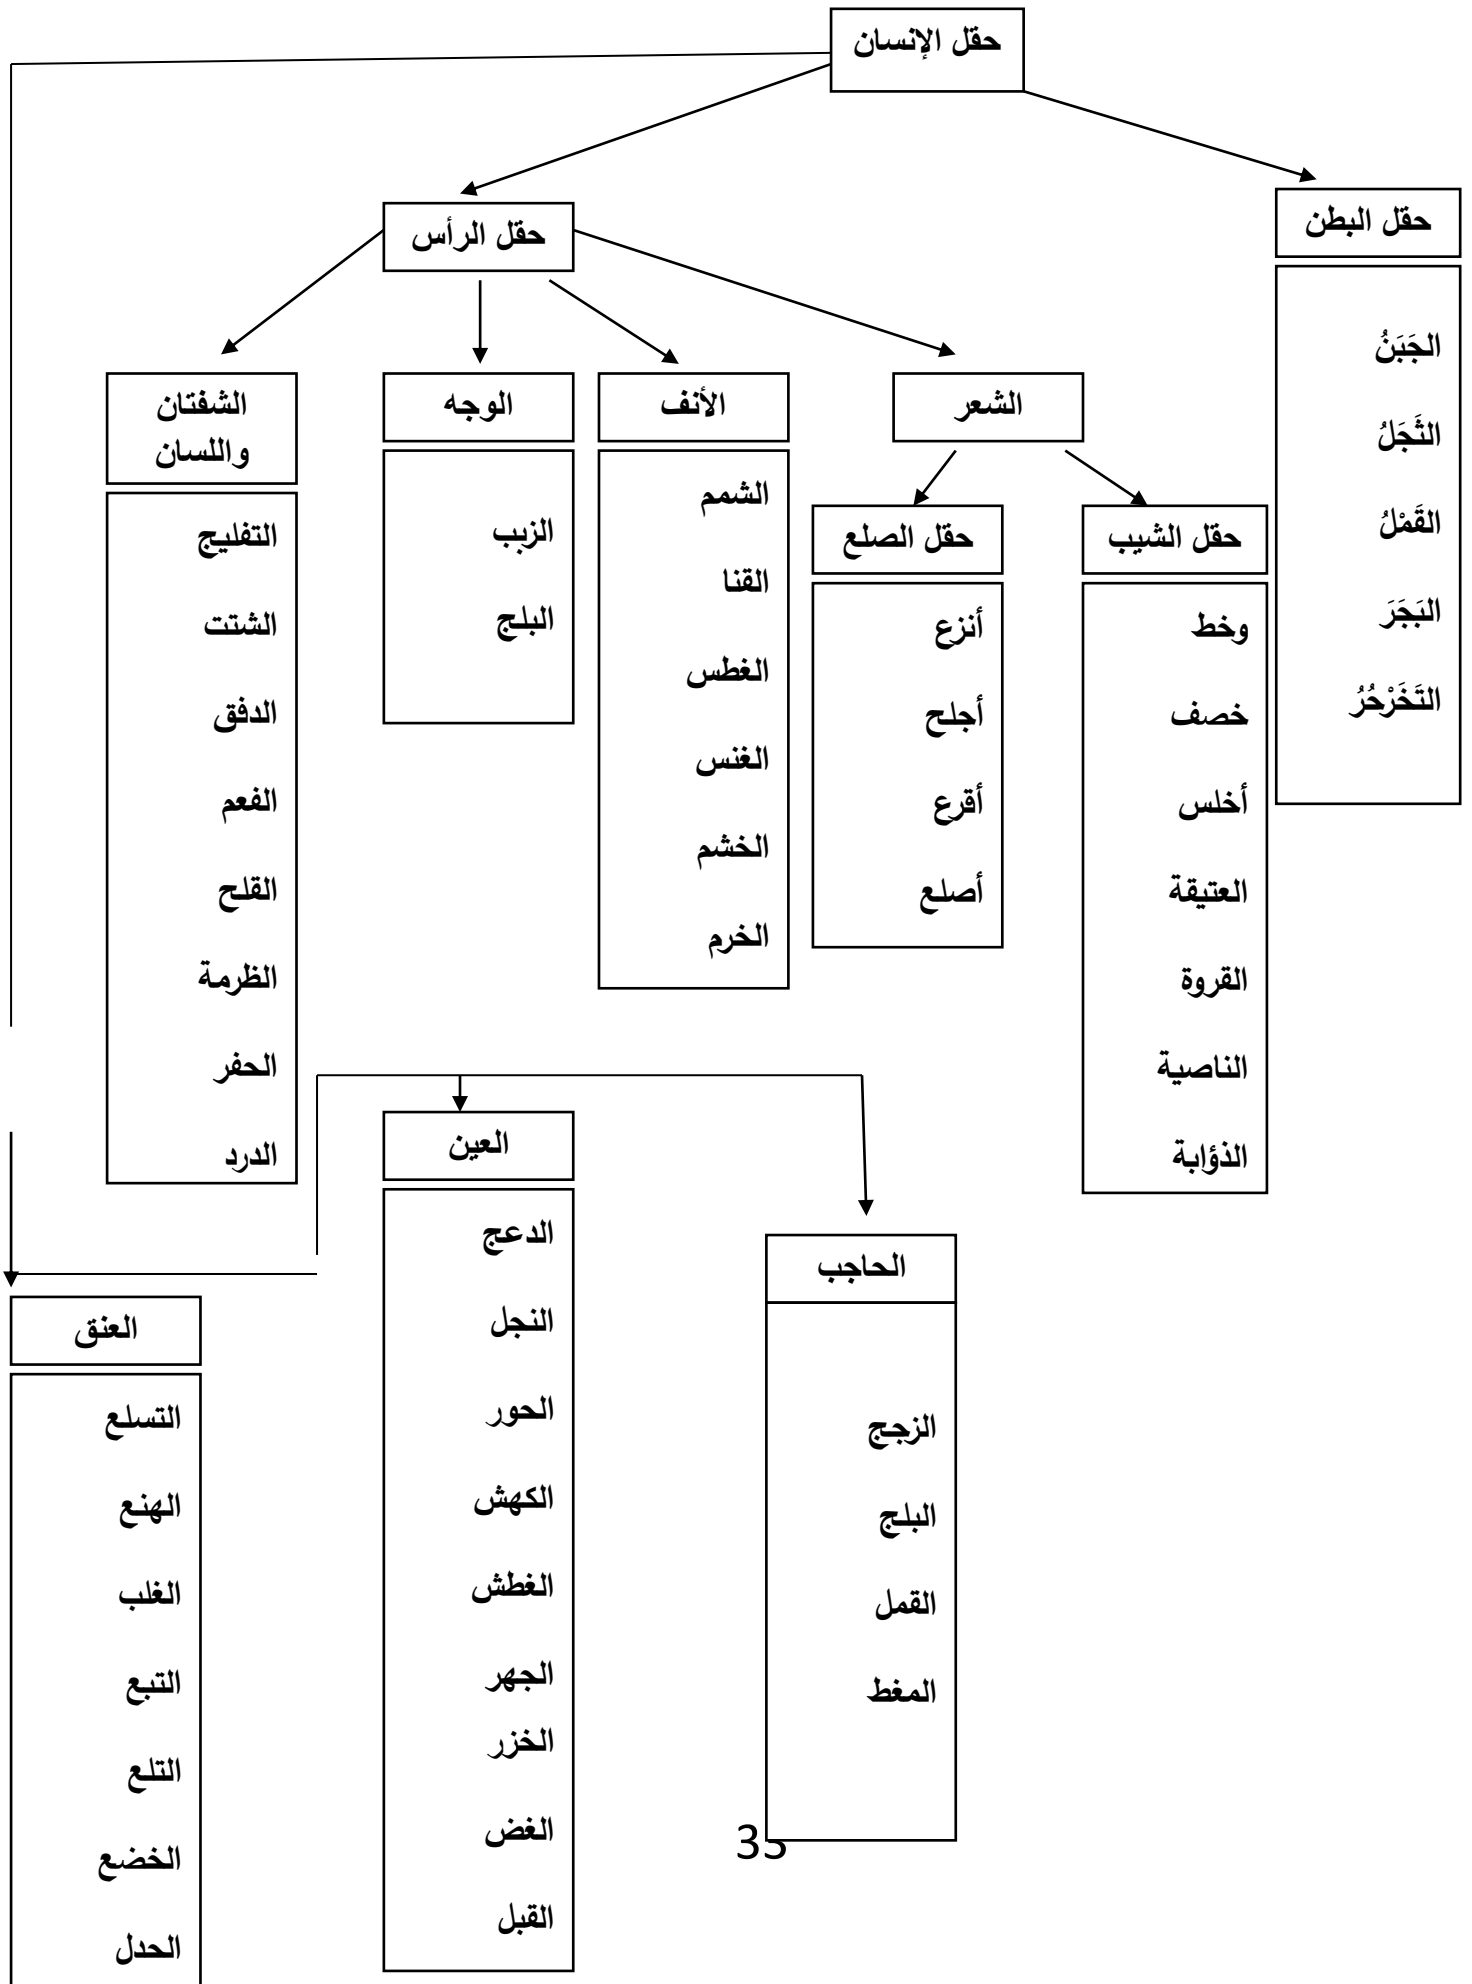 حقل الإنسان
حقل البطن
الجَبَنُ
الثَجَلُ
القَمْلُ
البَجَرَ
التَخَرْخُرُ
حقل الرأس
الشعر
حقل الشيب
وخط
خصف
أخلس
العتيقة
القروة
الناصية
الذؤابة
حقل الصلع
أنزع
أجلح
أقرع
أصلع
الأنف
الشمم
القنا
الغطس
الغنس
الخشم
الخرم
الوجه
الزبب
البلج
الشفتان
واللسان
التفليج
الشتت
الدفق
الفعم
القلح
الظرمة
الحفر
الدرد
الحاجب
الزجج
البلج
القمل
المغط
العين
الدعج
النجل
الحور
الكهش
الغطش
الجهر
الخزر
الغض
القبل
العنق
التسلع
الهنع
الغلب
التبع
التلع
الخضع
الحدل
33